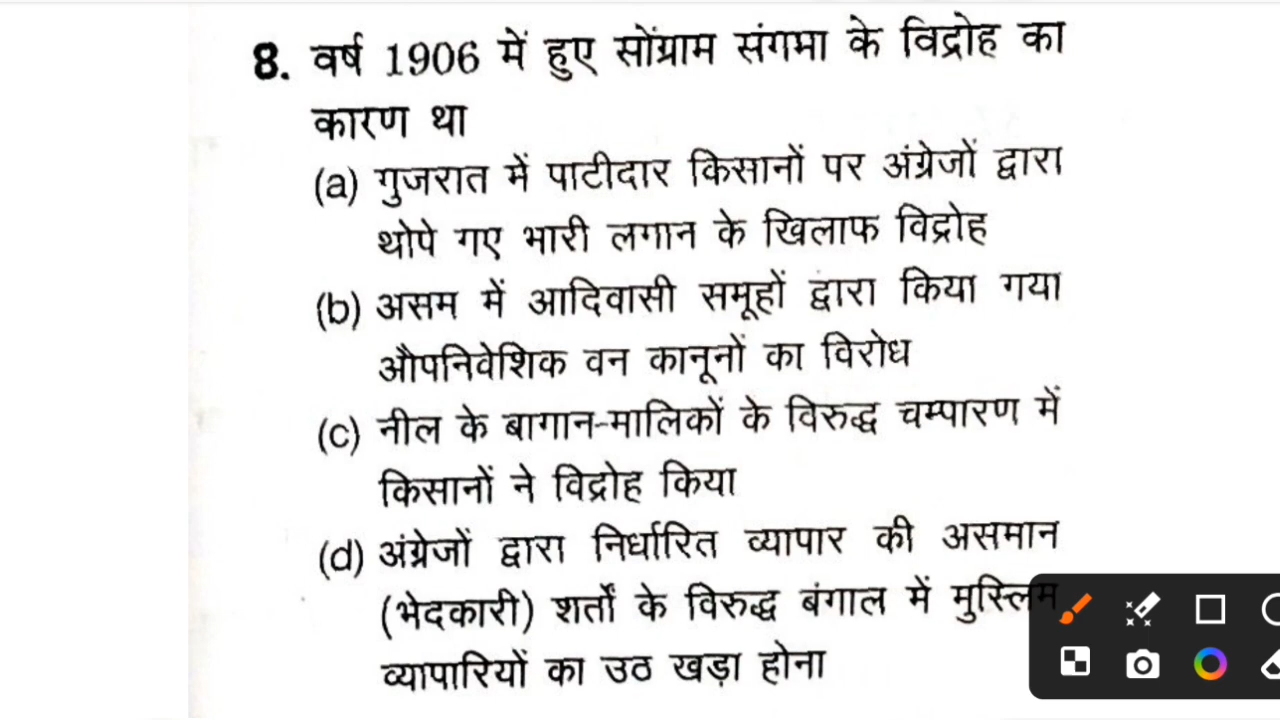 8. वर्ष 1906 में हुए सोंग्राम संगमा के विद्रोह का
कारण था
(a) गुजरात में पाटीदार किसानों पर अंग्रेजों द्वारा
थोपे गए भारी लगान के खिलाफ विद्रोह
(b) असम में आदिवासी समूहों द्वारा किया गया
औपनिवेशिक वन कानूनों का विरोध
(c) नील के बागान-मालिकों के विरुद्ध चम्पारण में
किसानों ने विद्रोह किया
(d) अंग्रेजों द्वारा निर्धारित व्यापार की असमान
(भेदकारी) शर्तों के विरुद्ध बंगाल में मुस्लिम
व्यापारियों का उठ खड़ा होना